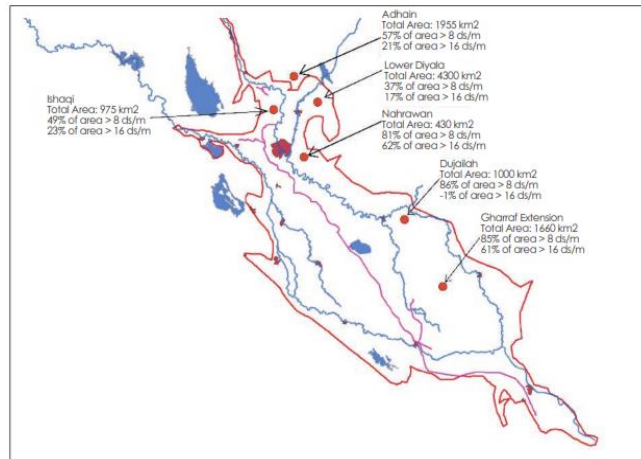 Adhain
Total Area: 1955 km2
57% of area > 8 ds/m
21% of area > 16 ds/m
Lower Diyala
Total Area: 4300 km2
37% of area > 8 ds/m
17% of area > 16 ds/m
Ishaqi
Total Area: 975 km2
49% of area > 8 ds/m
23% of area > 16 ds/m
Nahrawan
Total Area: 430 km2
81% of area > 8 ds/m
62% of area > 16 ds/m
Dujailah
Total Area: 1000 km2
86% of area > 8 ds/m
-1% of area > 16 ds/m
Gharraf Extension
Total Area: 1660 km2
85% of area > 8 ds/m
61% of area > 16 ds/m